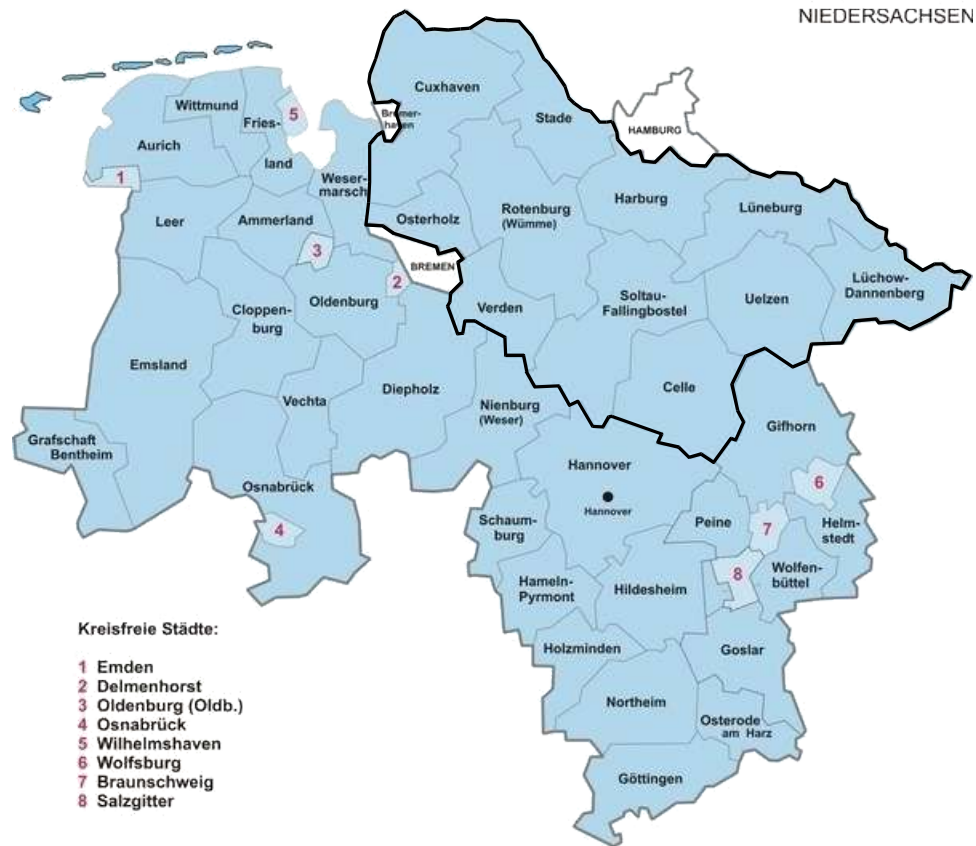 NIEDERSACHSEN
Cuxhaven
Wittmund
Bremer-
haven
Stade
5
Fries-
HAMBURG
Aurich
land
1
Weser-
marsch
Harburg
Rotenburg
(Wümme)
Lüneburg
Leer
Ammerland
Osterholz
3
BREMEN
2
Lüchow-
Dannenberg
Oldenburg
Verden
Soltau-
Fallingbostel
Uelzen
Cloppen-
burg
Emsland
Celle
Diepholz
Vechta
Nienburg
(Weser)
Gifhorn
Grafschaft
Bentheim
Hannover
Osnabrück
6
Hannover
4
Schaum-
burg
Peine
7
Helm-
stedt
Wolfen-
büttel
8
Hameln-
Pyrmont
Hildesheim
Holzminden
Goslar
Northeim
Osterode
am Harz
Göttingen
Kreisfreie Städte:
1 Emden
2 Delmenhorst
3 Oldenburg (Oldb.)
4 Osnabrück
5 Wilhelmshaven
6 Wolfsburg
7 Braunschweig
8 Salzgitter